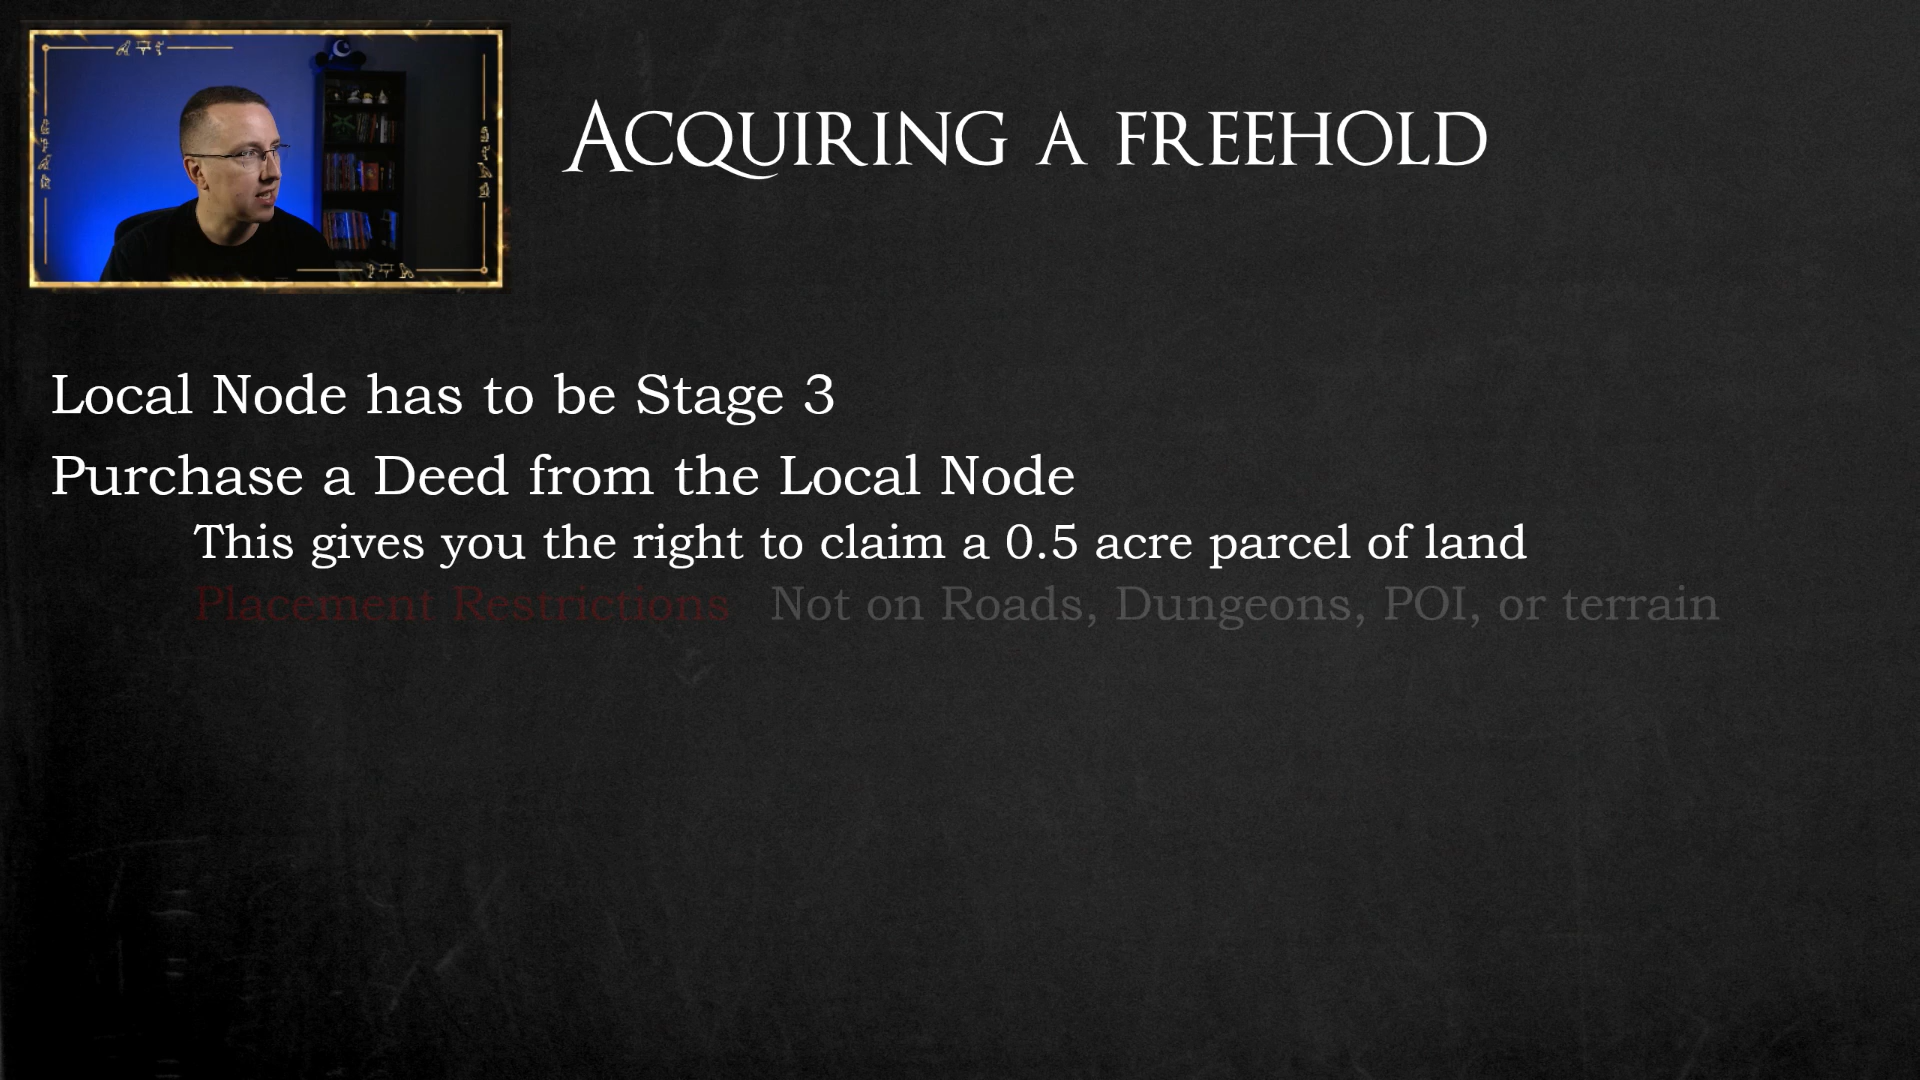 Acquiring a freehold
Local Node has to be Stage 3
Purchase a Deed from the Local Node
This gives you the right to claim a 0.5 acre parcel of land
Placement Restrictions Not on Roads, Dungeons, POI, or terrain